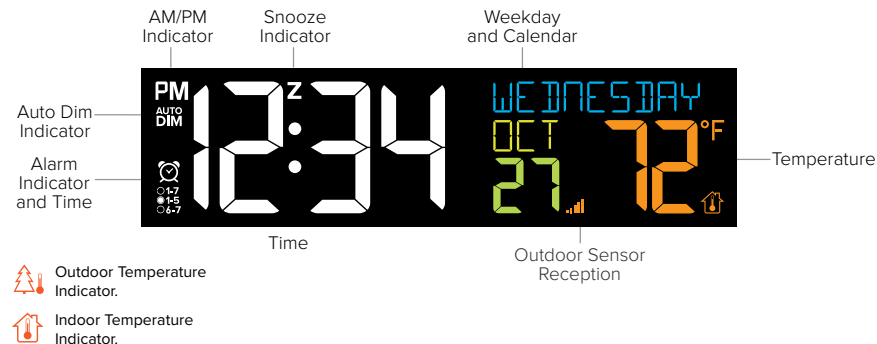 AM/PM
Indicator
Snooze
Indicator
Weekday
and Calendar
Auto Dim
Indicator
Alarm
Indicator
and Time
PM
AUTO
DIM
1-7
1-5
6-7
Z
12:34
WEDNESDAY
OCT
27
72°F
Temperature
Time
Outdoor Sensor
Reception
Outdoor Temperature
Indicator.
Indoor Temperature
Indicator.